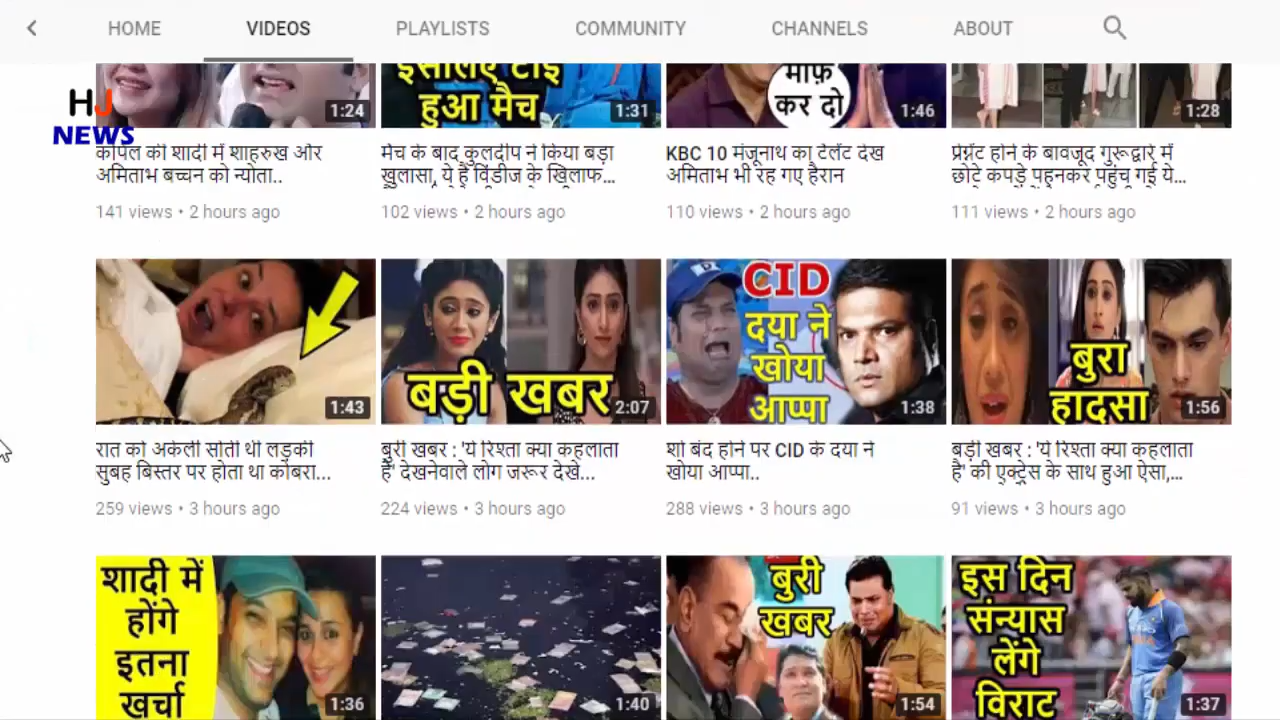 HOME VIDEOS PLAYLISTS COMMUNITY CHANNELS ABOUT
HJ
NEWS
1:24
हुआ मैच
1:31
माफ़
कर दो
1:46
1:28
कपिल की शादी में शाहरुख और
अमिताभ बच्चन को न्योता..
141 views • 2 hours ago
मैच के बाद कुलदीप ने किया बड़ा
खुलासा, ये है विंडीज के खिलाफ...
102 views • 2 hours ago
KBC 10 मंजूनाथ का टैलेंट देख
अमिताभ भी रह गए हैरान
110 views • 2 hours ago
प्रेग्नेंट होने के बावजूद गुरूद्वारे में
छोटे कपड़े पहनकर पहुंच गई ये...
111 views • 2 hours ago
1:43
बड़ी खबर
2:07
CID
दया ने
खोया
आप्पा
1:38
बुरा
हादसा
1:56
रात को अकेली सोती थी लड़की
सुबह बिस्तर पर होता था कोबरा...
259 views • 3 hours ago
बुरी खबर : 'ये रिश्ता क्या कहलाता
है' देखनेवाले लोग जरूर देखे...
224 views • 3 hours ago
शो बंद होने पर CID के दया ने
खोया आप्पा..
288 views • 3 hours ago
बड़ी खबर : 'ये रिश्ता क्या कहलाता
है' की एक्ट्रेस के साथ हुआ ऐसा,...
91 views • 3 hours ago
शादी में
होंगे
इतना
खर्चा
1:36
1:40
बुरी
खबर
1:54
इस दिन
संन्यास
लेंगे
विराट
1:37